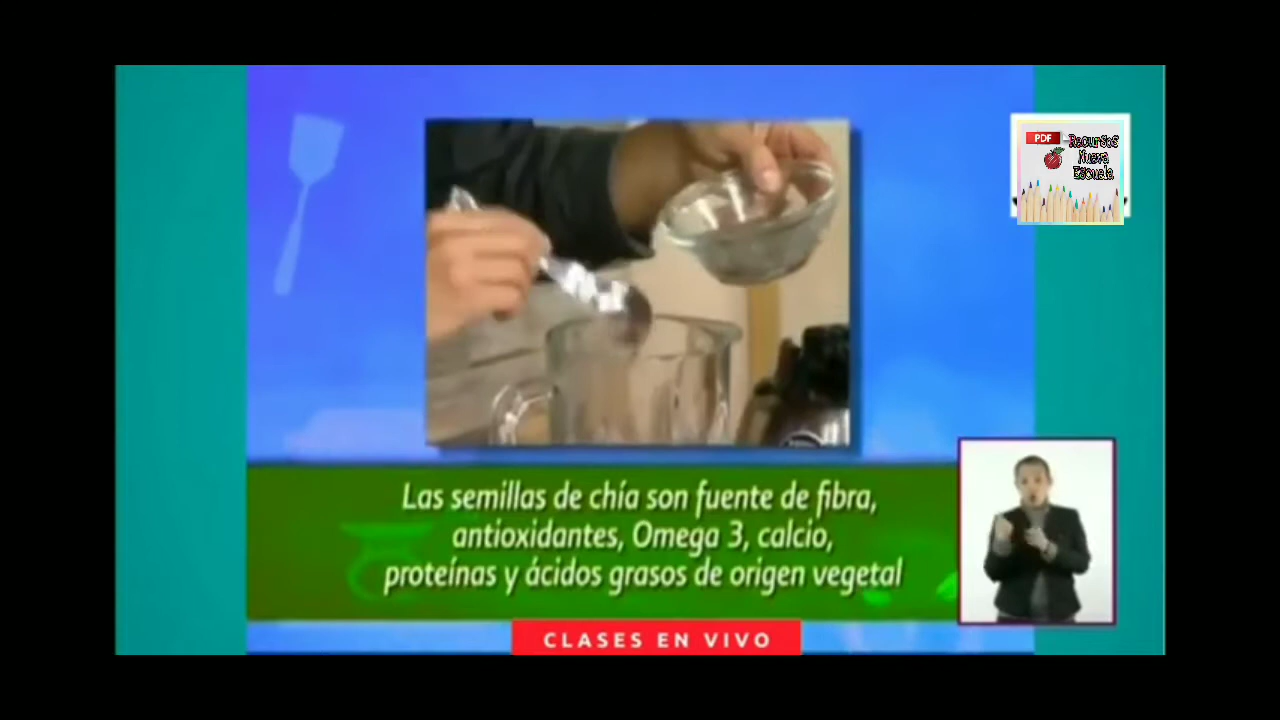 PDF
Recursos
Nueva
Escuela
Las semillas de chía son fuente de fibra,
antioxidantes, Omega 3, calcio,
proteínas y ácidos grasos de origen vegetal
CLASES EN VIVO